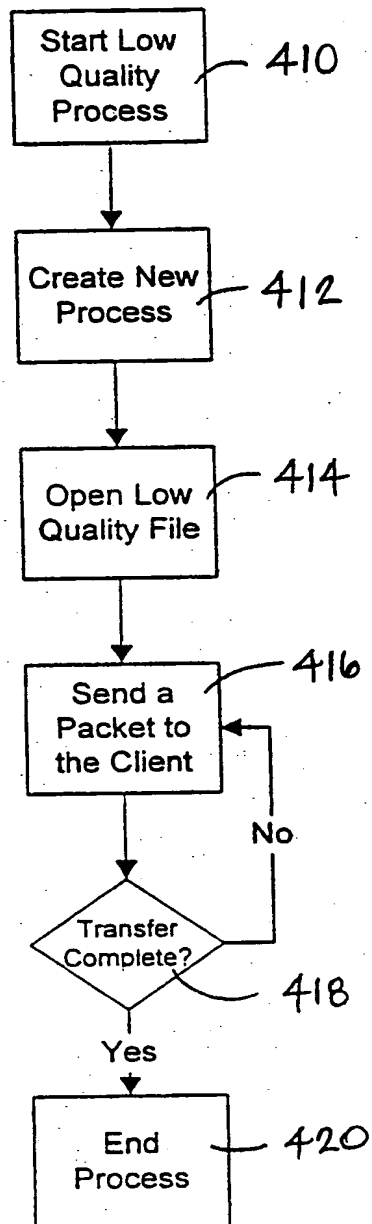 Start Low
Quality
Process
410
Create New
Process
412
Open Low
Quality File
414
Send a
Packet to
the Client
416
No
Transfer
Complete?
418
Yes
End
Process
420